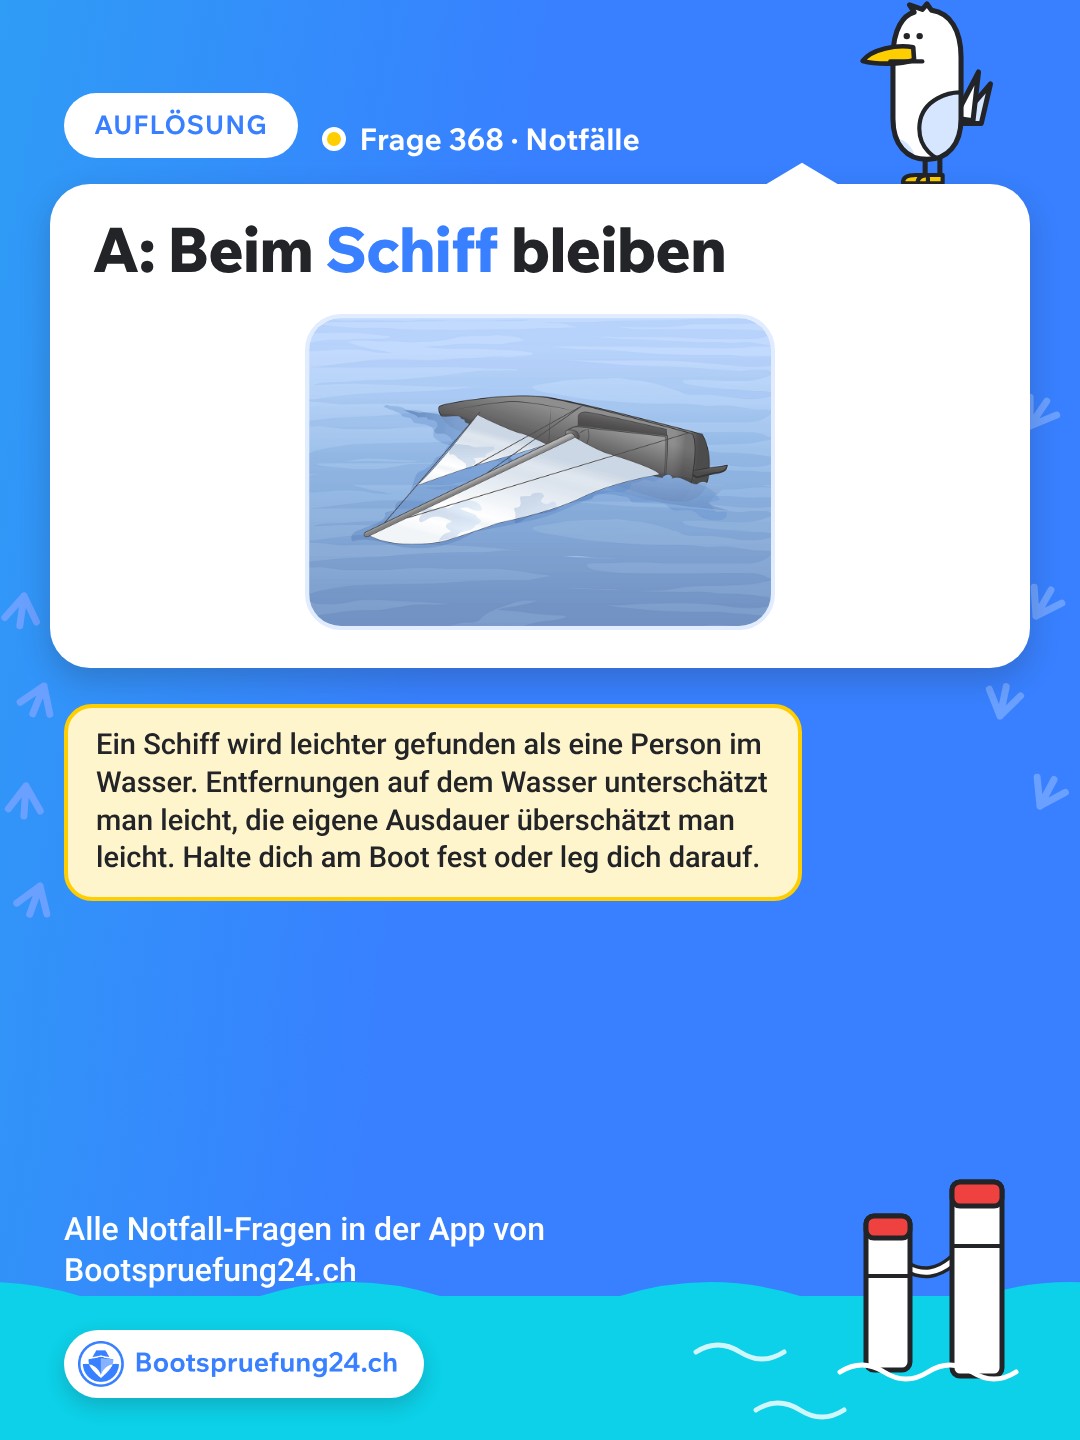 AUFLÖSUNG
Frage 368 · Notfälle
A: Beim Schiff bleiben
Ein Schiff wird leichter gefunden als eine Person im
Wasser. Entfernungen auf dem Wasser unterschätzt
man leicht, die eigene Ausdauer überschätzt man
leicht. Halte dich am Boot fest oder leg dich darauf.
Alle Notfall-Fragen in der App von
Bootspruefung24.ch
Bootspruefung24.ch